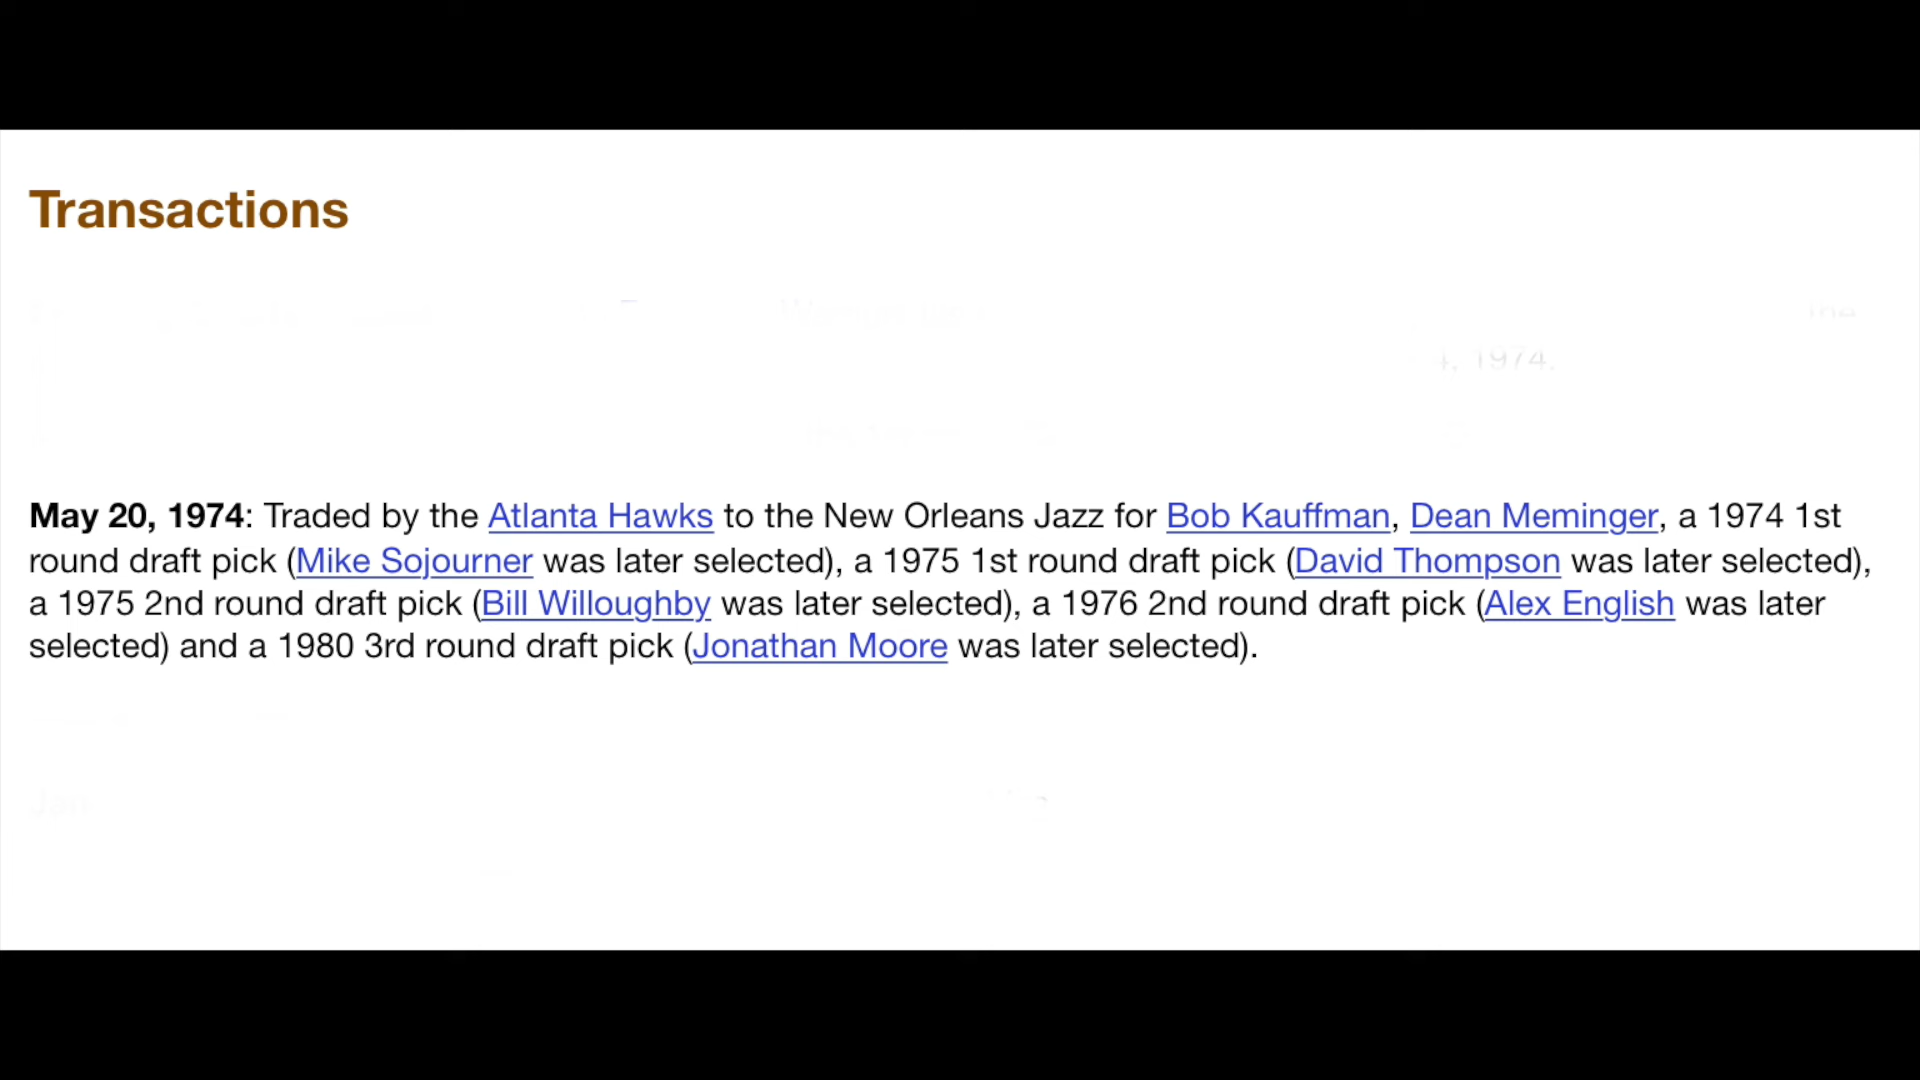 Transactions
4, 1974.
May 20, 1974: Traded by the Atlanta Hawks to the New Orleans Jazz for Bob Kauffman, Dean Meminger, a 1974 1st
round draft pick (Mike Sojourner was later selected), a 1975 1st round draft pick (David Thompson was later selected),
a 1975 2nd round draft pick (Bill Willoughby was later selected), a 1976 2nd round draft pick (Alex English was later
selected) and a 1980 3rd round draft pick (Jonathan Moore was later selected).